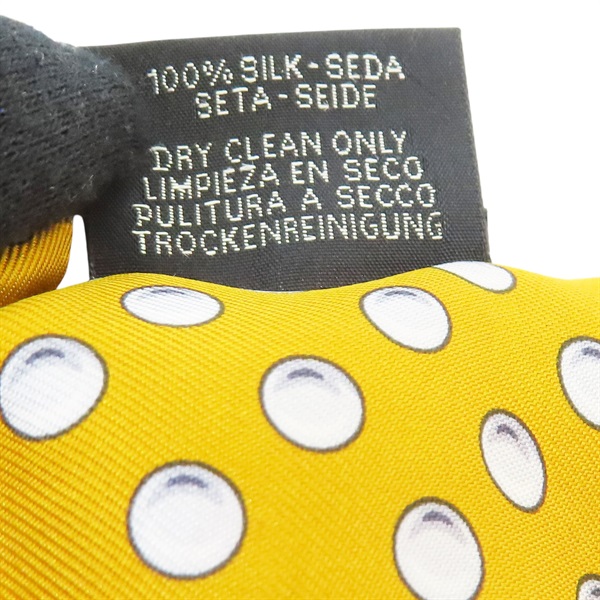 100% SILK-SEDA
SETA-SEIDE
DRY CLEAN ONLY
LIMPIEZA EN SECO
PULITURA A SECCO
TROCKENREINIGUNG